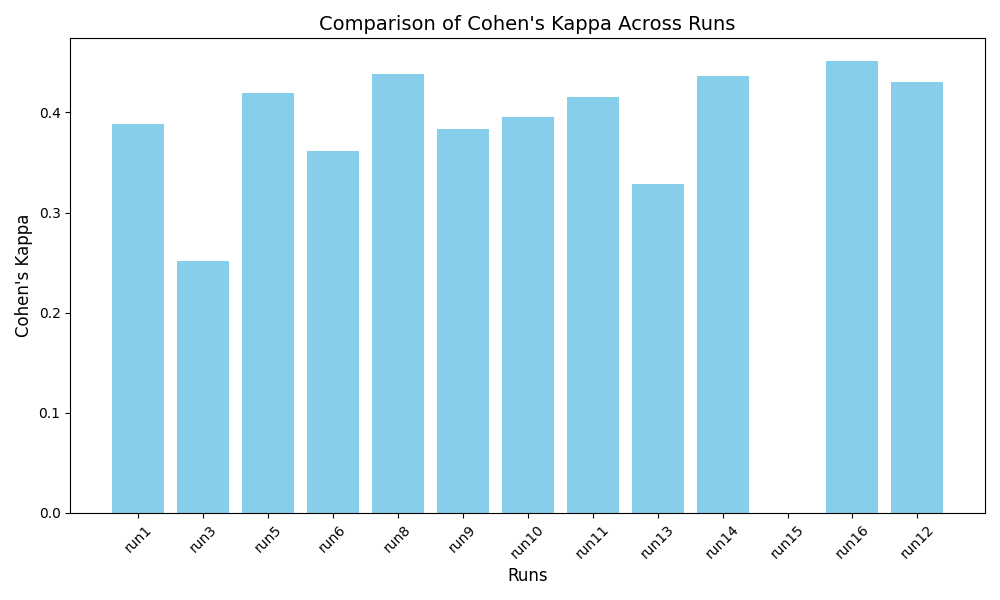 Comparison of Cohen's Kappa Across Runs
Cohen's Kappa
0.4
0.3
0.2
0.1
0.0
run1
run3
run5
run6
run8
run9
run10
run11
run13
run14
run15
run16
run12
Runs